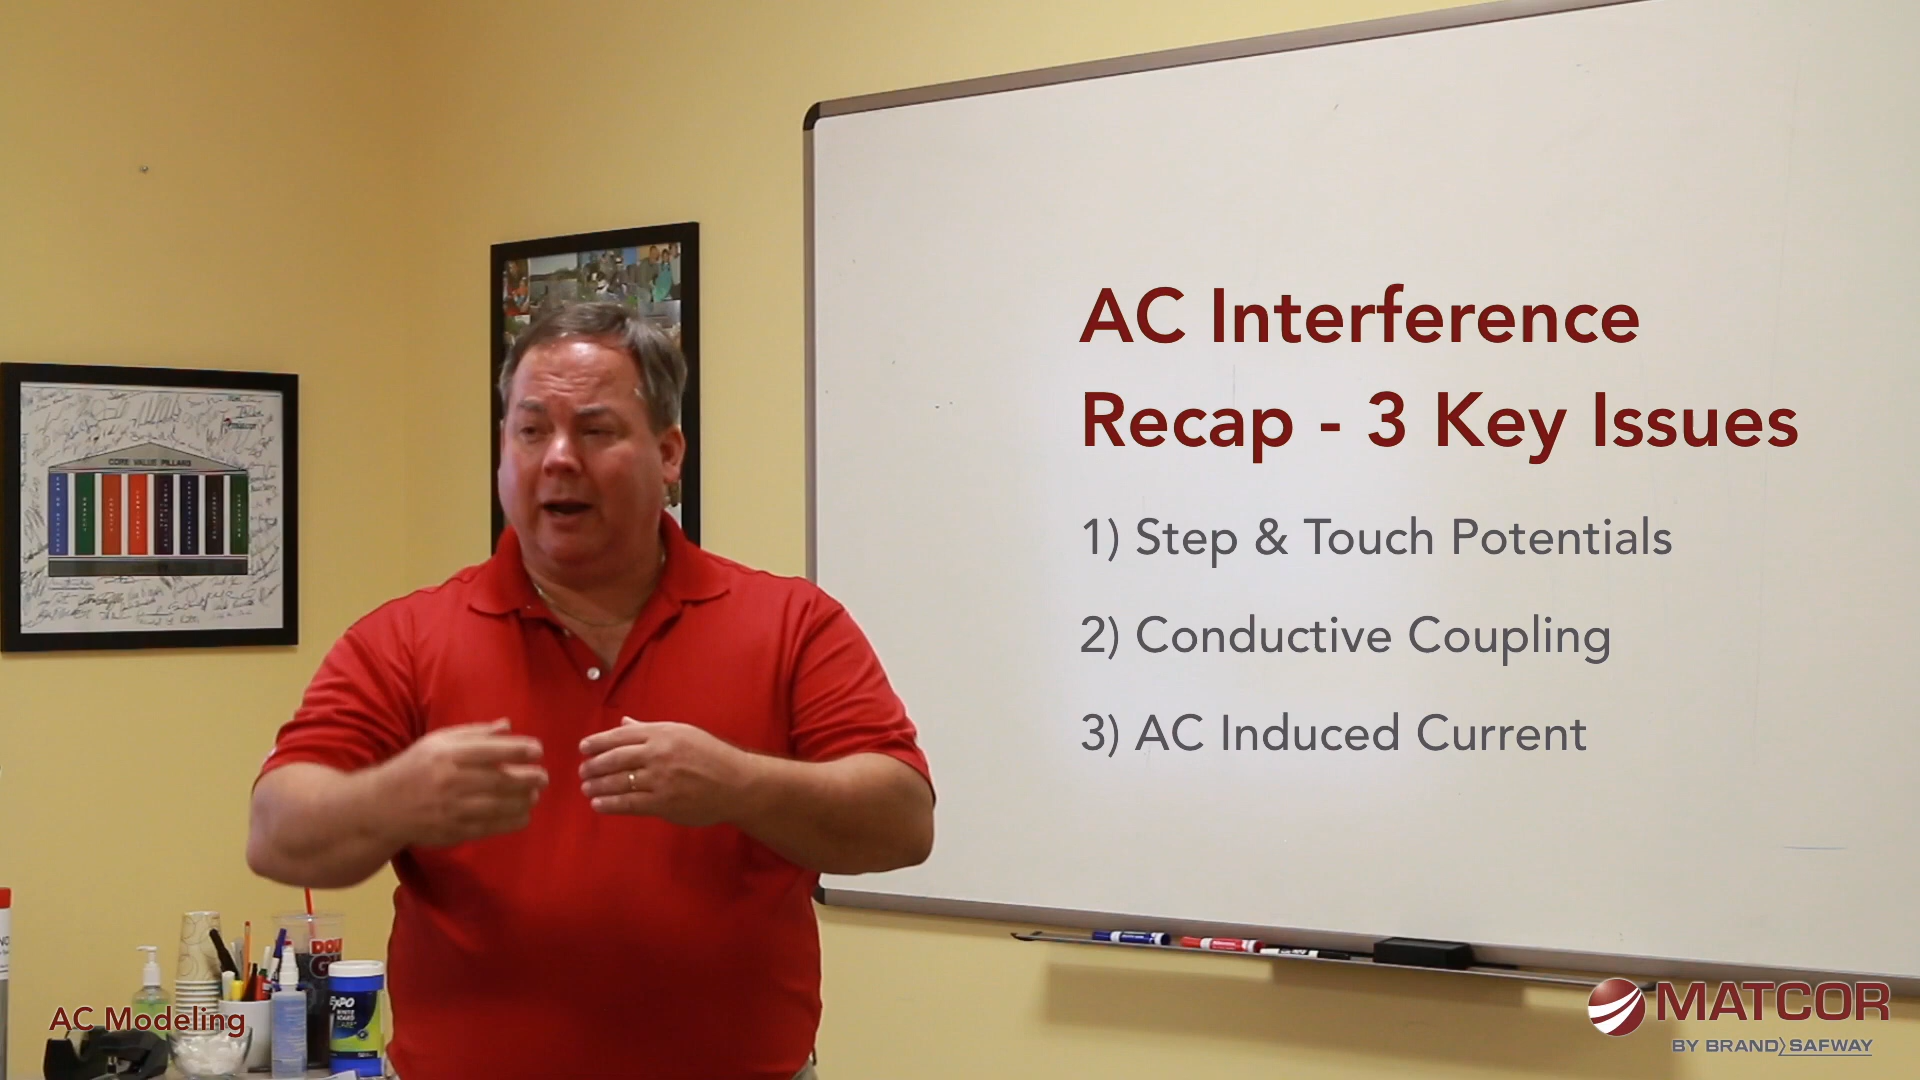 AC Interference
Recap - 3 Key Issues
1) Step & Touch Potentials
2) Conductive Coupling
3) AC Induced Current
CORE VALUE PILLARS
EXPO
AC Modeling
MATCOR
BY BRAND SAFWAY